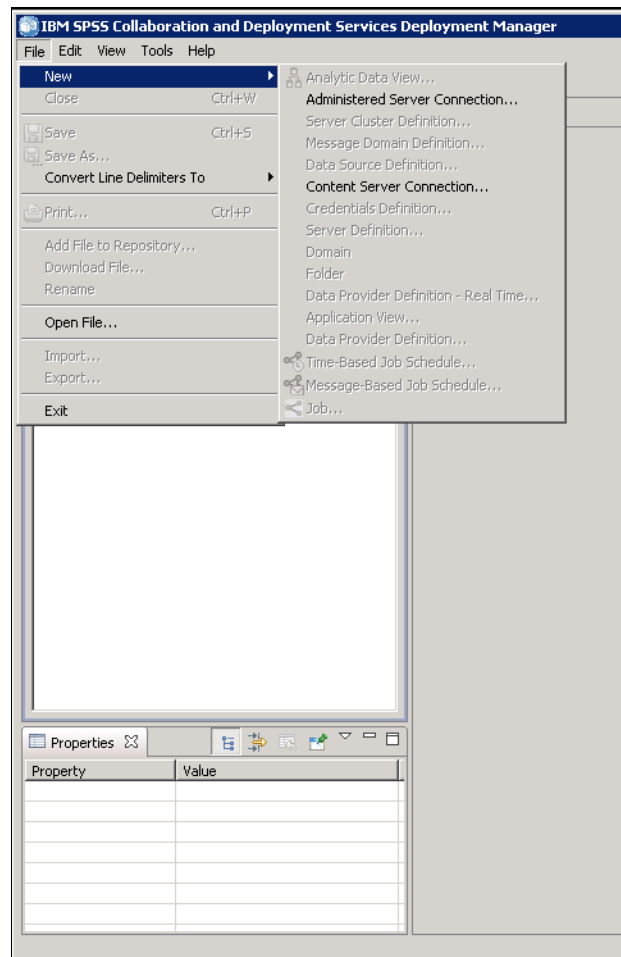 IBM SPSS Collaboration and Deployment Services Deployment Manager
File Edit View Tools Help
New
Close Ctrl+W
Save Ctrl+S
Save As...
Convert Line Delimiters To
Print... Ctrl+P
Add File to Repository...
Download File...
Rename
Open File...
Import...
Export...
Exit
Analytic Data View...
Administered Server Connection...
Server Cluster Definition...
Message Domain Definition...
Data Source Definition...
Content Server Connection...
Credentials Definition...
Server Definition...
Domain
Folder
Data Provider Definition - Real Time...
Application View...
Data Provider Definition...
Time-Based Job Schedule...
Message-Based Job Schedule...
Job...
Properties
Property Value